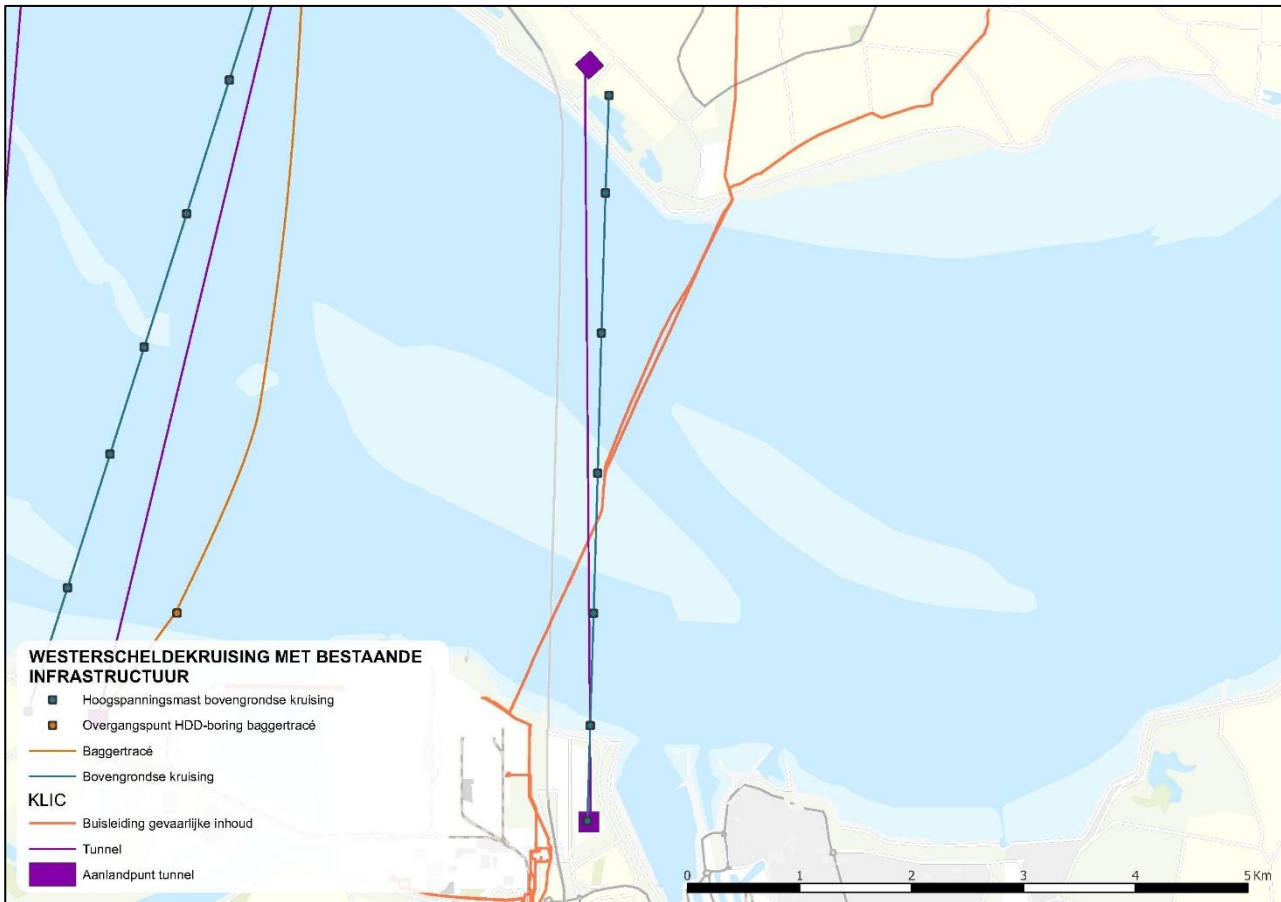 WESTERSCHELDEKRUISING MET BESTAANDE
INFRASTRUCTUUR
Hoogspanningsmast bovengrondse kruising
Overgangspunt HDD-boring baggertracé
Baggertracé
Bovengrondse kruising
KLIC
Buisleiding gevaarlijke inhoud
Tunnel
Aanlandpunt tunnel
0 1 2 3 4 5 Km